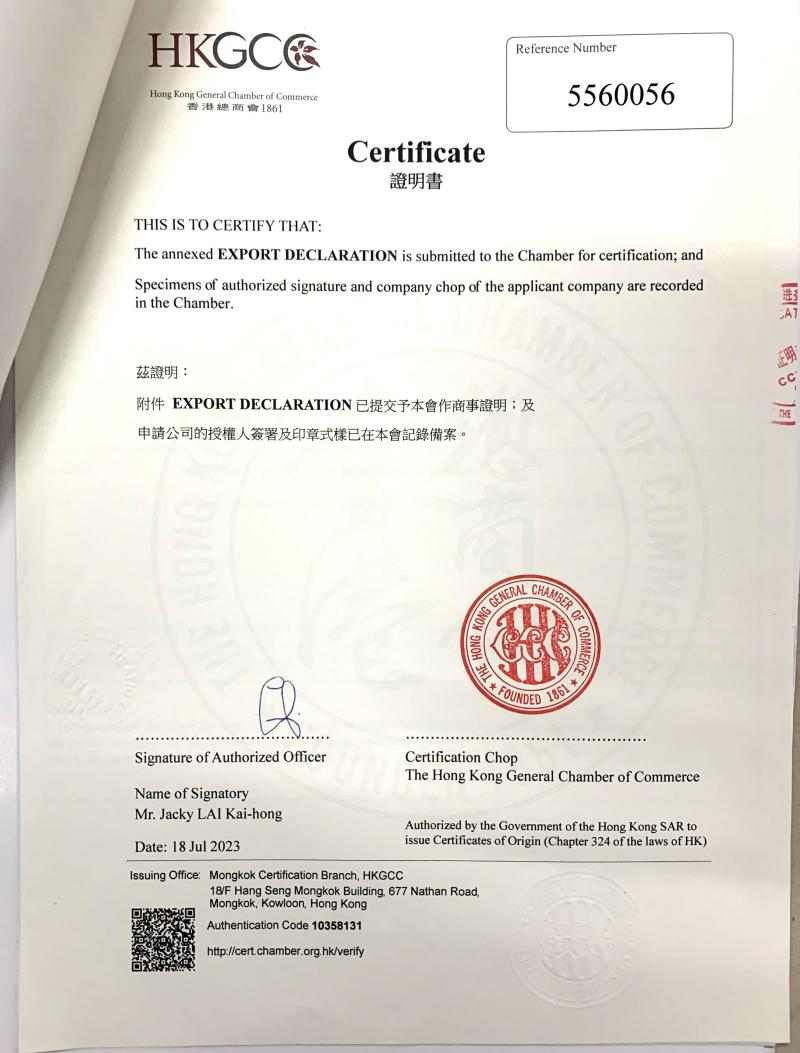 HKGCC
Hong Kong General Chamber of Commerce
香港總商會1861
Reference Number
5560056
Certificate
證明書
THIS IS TO CERTIFY THAT:
The annexed EXPORT DECLARATION is submitted to the Chamber for certification; and
Specimens of authorized signature and company chop of the applicant company are recorded
in the Chamber.
茲證明：
附件 EXPORT DECLARATION 已提交予本會作商事證明；及
申請公司的授權人簽署及印章式樣已在本會記錄備案。
THE HONG KONG GENERAL CHAMBER OF COMMERCE
★ FOUNDED 1861 ★
Signature of Authorized Officer
Certification Chop
The Hong Kong General Chamber of Commerce
Name of Signatory
Mr. Jacky LAI Kai-hong
Authorized by the Government of the Hong Kong SAR to
issue Certificates of Origin (Chapter 324 of the laws of HK)
Date: 18 Jul 2023
Issuing Office: Mongkok Certification Branch, HKGCC
18/F Hang Seng Mongkok Building, 677 Nathan Road,
Mongkok, Kowloon, Hong Kong
Authentication Code 10358131
http://cert.chamber.org.hk/verify